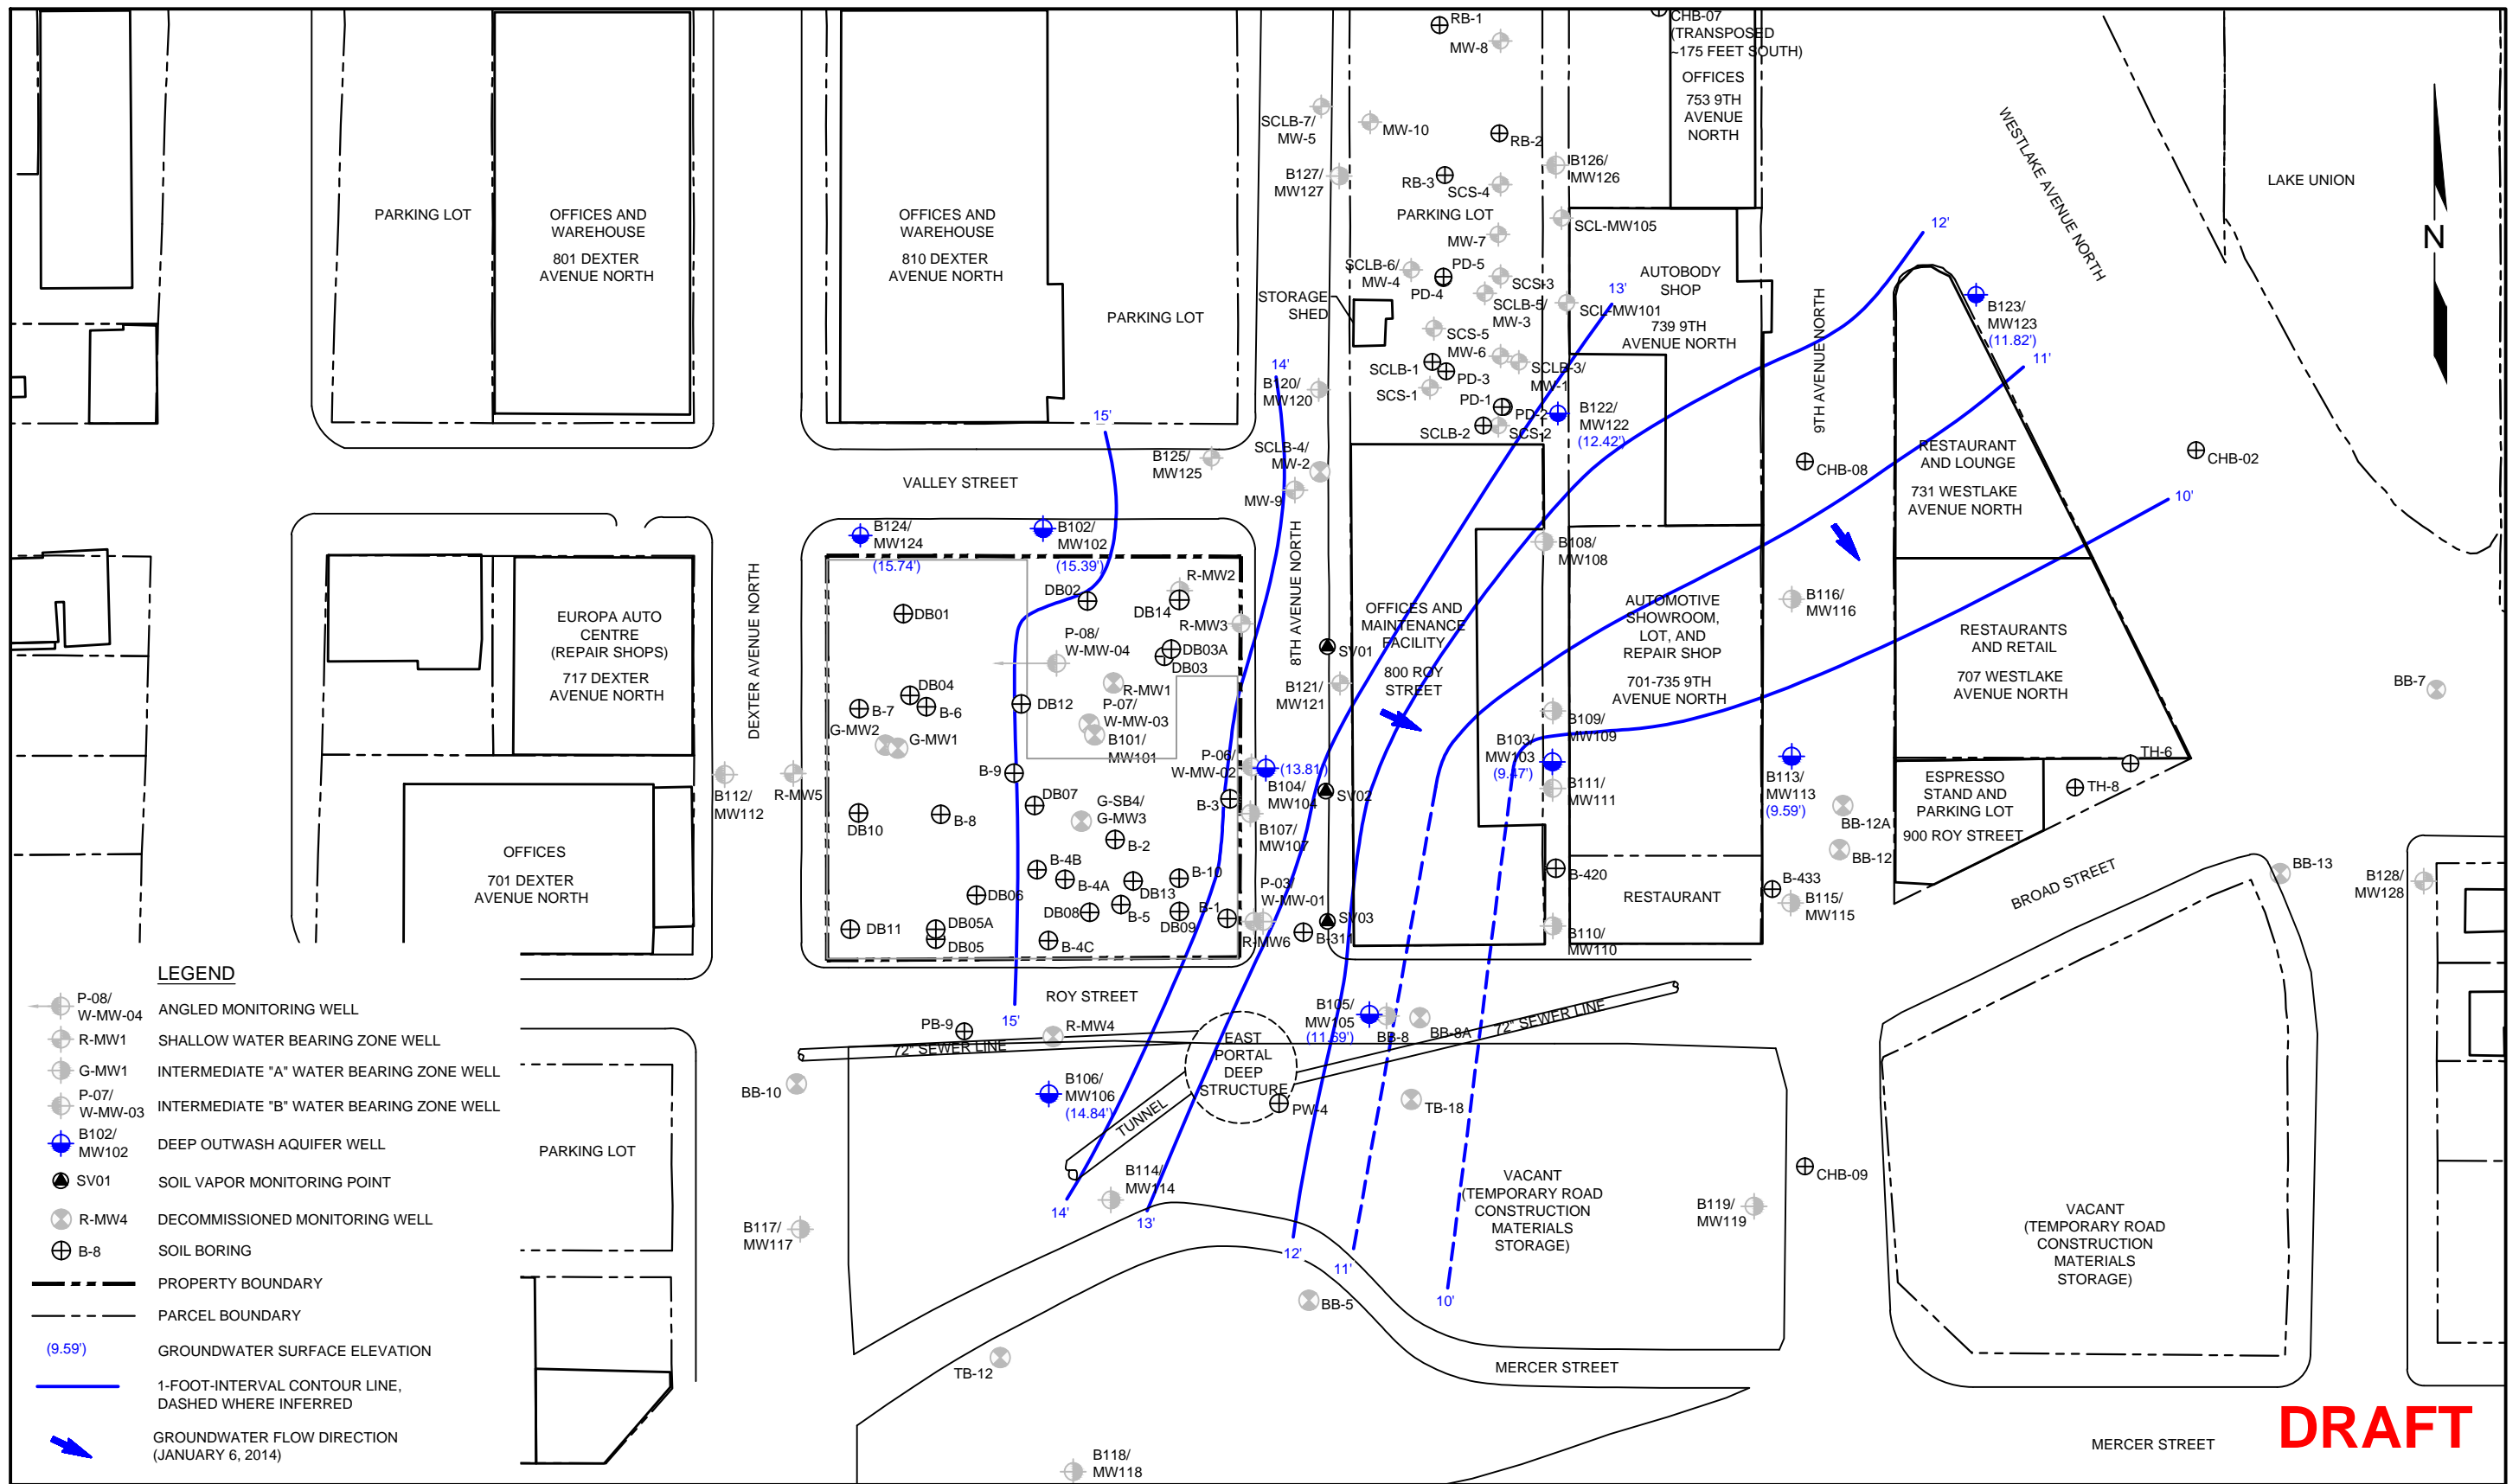 RB-1
MW-8
CHB-07
(TRANSPOSED
~175 FEET SOUTH)
OFFICES
753 9TH
AVENUE
NORTH
SCLB-7/
MW-5
MW-10
RB-2
B127/
MW127
RB-3
SCS-4
B126/
MW126
PARKING LOT
SCL-MW105
MW-7
SCLB-6/
MW-4
PD-5
PD-4
SCS-3
SCLB-5/
MW-3
STORAGE
SHED
SCS-5
MW-6
SCLB-1
PD-3
SCLB-3/
MW-1
SCS-1
PD-1
PD-2
SCLB-2
SCS-2
13'
SCL-MW101
AUTOBODY
SHOP
739 9TH
AVENUE NORTH
B122/
MW122
(12.42')
9TH AVENUE NORTH
WESTLAKE AVENUE NORTH
LAKE UNION
N
12'
B123/
MW123
(11.82')
11'
10'
CHB-08
CHB-02
RESTAURANT
AND LOUNGE
731 WESTLAKE
AVENUE NORTH
RESTAURANTS
AND RETAIL
707 WESTLAKE
AVENUE NORTH
BB-7
PARKING LOT
OFFICES AND
WAREHOUSE
801 DEXTER
AVENUE NORTH
OFFICES AND
WAREHOUSE
810 DEXTER
AVENUE NORTH
PARKING LOT
14'
15'
B120/
MW120
B125/
MW125
SCLB-4/
MW-2
MW-9
VALLEY STREET
8TH AVENUE NORTH
DEXTER AVENUE NORTH
B124/
MW124
(15.74')
B102/
MW102
(15.39')
R-MW2
DB02
DB14
DB01
R-MW3
P-08/
W-MW-04
DB03A
DB03
R-MW1
DB04
B-7
B-6
DB12
P-07/
W-MW-03
G-MW2
G-MW1
B101/
MW101
P-06/
W-MW-02
(13.81')
B104/
MW104
B-9
B-3
DB07
G-SB4/
G-MW3
DB10
B-8
B-2
B107/
MW107
B-4B
B-4A
DB13
B-10
P-03/
W-MW-01
DB06
DB08
B-5
DB09
B-1
DB11
DB05A
DB05
B-4C
R-MW6
B-311
EUROPA AUTO
CENTRE
(REPAIR SHOPS)
717 DEXTER
AVENUE NORTH
B112/
MW112
R-MW5
OFFICES
701 DEXTER
AVENUE NORTH
OFFICES AND
MAINTENANCE
FACILITY
800 ROY
STREET
SV01
B121/
MW121
SV02
SV03
B108/
MW108
AUTOMOTIVE
SHOWROOM,
LOT, AND
REPAIR SHOP
701-735 9TH
AVENUE NORTH
B109/
MW109
B103/
MW103
(9.47')
B111/
MW111
B-420
RESTAURANT
B110/
MW110
B116/
MW116
B113/
MW113
(9.59')
BB-12A
BB-12
B-433
B115/
MW115
TH-6
TH-8
ESPRESSO
STAND AND
PARKING LOT
900 ROY STREET
BROAD STREET
BB-13
B128/
MW128
ROY STREET
15'
PB-9
R-MW4
72" SEWER LINE
EAST
PORTAL
DEEP
STRUCTURE
B105/
MW105
(11.69')
BB-8
BB-8A
72" SEWER LINE
BB-10
B106/
MW106
(14.84')
TUNNEL
PW-4
TB-18
B114/
MW114
14'
13'
12'
11'
10'
B117/
MW117
BB-5
TB-12
B118/
MW118
VACANT
(TEMPORARY ROAD
CONSTRUCTION
MATERIALS
STORAGE)
B119/
MW119
CHB-09
VACANT
(TEMPORARY ROAD
CONSTRUCTION
MATERIALS
STORAGE)
MERCER STREET
MERCER STREET
DRAFT
PARKING LOT
LEGEND
P-08/
W-MW-04
ANGLED MONITORING WELL
R-MW1
SHALLOW WATER BEARING ZONE WELL
G-MW1
INTERMEDIATE "A" WATER BEARING ZONE WELL
P-07/
W-MW-03
INTERMEDIATE "B" WATER BEARING ZONE WELL
B102/
MW102
DEEP OUTWASH AQUIFER WELL
SV01
SOIL VAPOR MONITORING POINT
R-MW4
DECOMMISSIONED MONITORING WELL
B-8
SOIL BORING
PROPERTY BOUNDARY
PARCEL BOUNDARY
(9.59')
GROUNDWATER SURFACE ELEVATION
1-FOOT-INTERVAL CONTOUR LINE,
DASHED WHERE INFERRED
GROUNDWATER FLOW DIRECTION
(JANUARY 6, 2014)